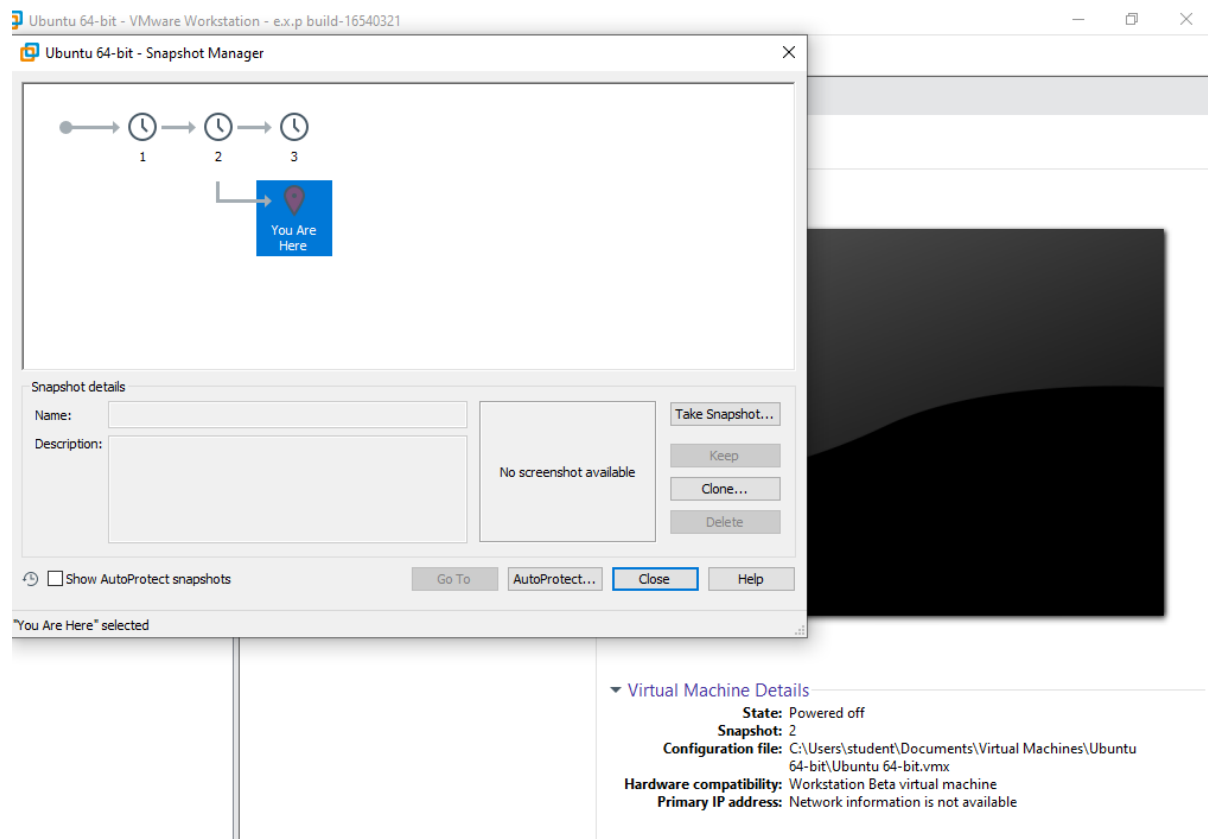 Ubuntu 64-bit - VMware Workstation - e.x.p build-16540321
Ubuntu 64-bit - Snapshot Manager
1 2 3
You Are
Here
Snapshot details
Name:
Description:
No screenshot available
Take Snapshot...
Keep
Clone...
Delete
Show AutoProtect snapshots
Go To
AutoProtect...
Close
Help
"You Are Here" selected
Virtual Machine Details
State: Powered off
Snapshot: 2
Configuration file: C:\Users\student\Documents\Virtual Machines\Ubuntu
64-bit\Ubuntu 64-bit.vmx
Hardware compatibility: Workstation Beta virtual machine
Primary IP address: Network information is not available